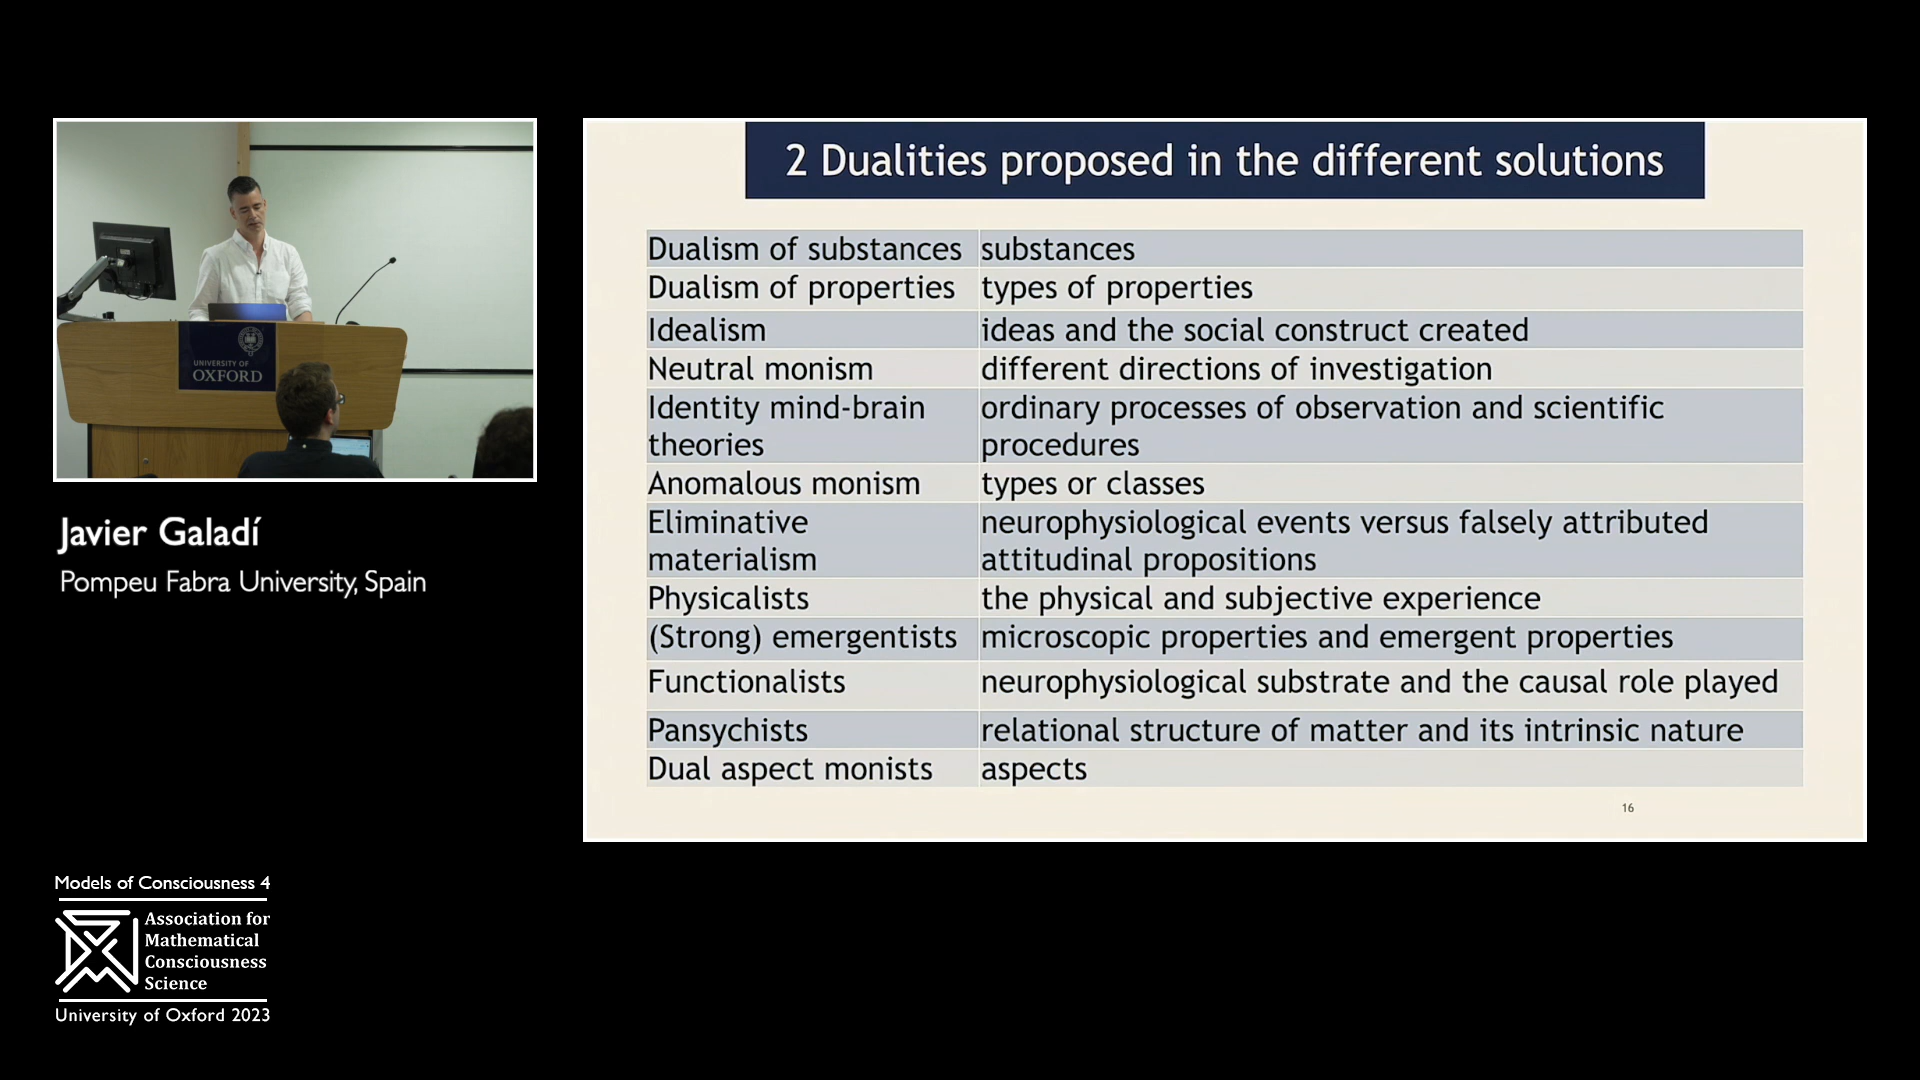 2 Dualities proposed in the different solutions
Dualism of substances substances
Dualism of properties types of properties
Idealism ideas and the social construct created
Neutral monism different directions of investigation
Identity mind-brain ordinary processes of observation and scientific
theories procedures
Anomalous monism types or classes
Eliminative neurophysiological events versus falsely attributed
materialism attitudinal propositions
Physicalists the physical and subjective experience
(Strong) emergentists microscopic properties and emergent properties
Functionalists neurophysiological substrate and the causal role played
Pansychists relational structure of matter and its intrinsic nature
Dual aspect monists aspects
16
UNIVERSITY OF
OXFORD
Javier Galadí
Pompeu Fabra University, Spain
Models of Consciousness 4
Association for
Mathematical
Consciousness
Science
University of Oxford 2023